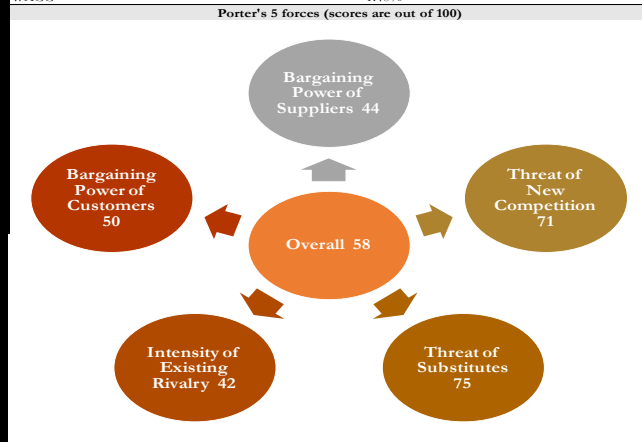 Porter's 5 forces (scores are out of 100)
Bargaining
Power of
Suppliers 44
Bargaining
Power of
Customers
50
Threat of
New
Competition
71
Overall 58
Intensity of
Existing
Rivalry 42
Threat of
Substitutes
75